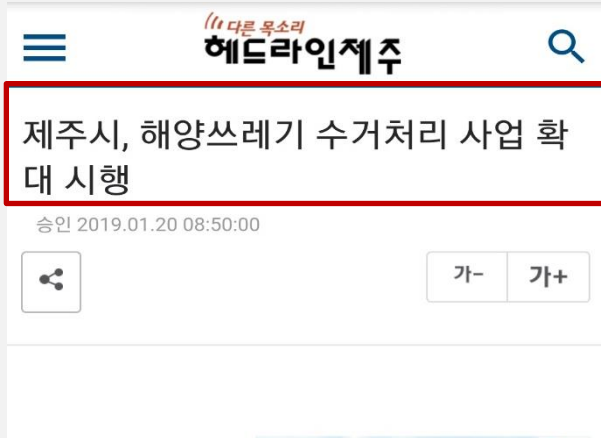 다른 목소리
헤드라인제주
제주시, 해양쓰레기 수거처리 사업 확
대 시행
승인 2019.01.20 08:50:00
가- 가+